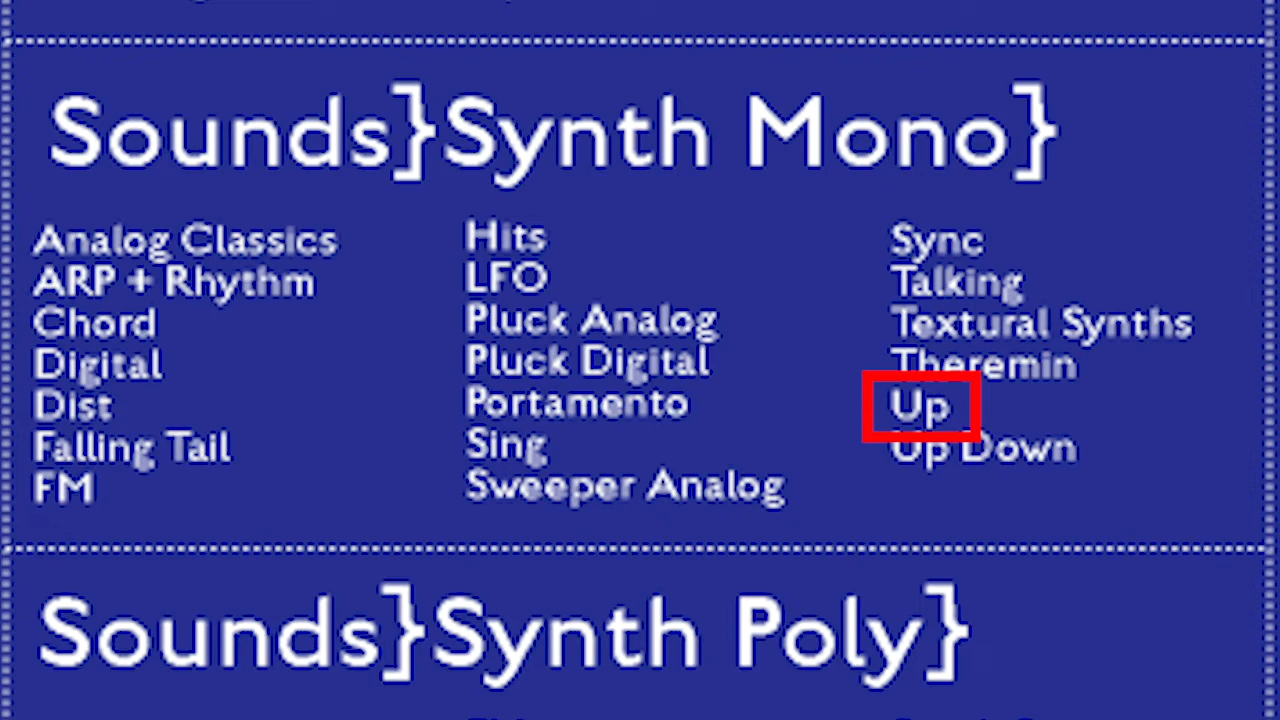 Sounds}Synth Mono}
Analog Classics
ARP + Rhythm
Chord
Digital
Dist
Falling Tail
FM
Hits
LFO
Pluck Analog
Pluck Digital
Portamento
Sing
Sweeper Analog
Sync
Talking
Textural Synths
Theremin
Up
Up Down
Sounds}Synth Poly}